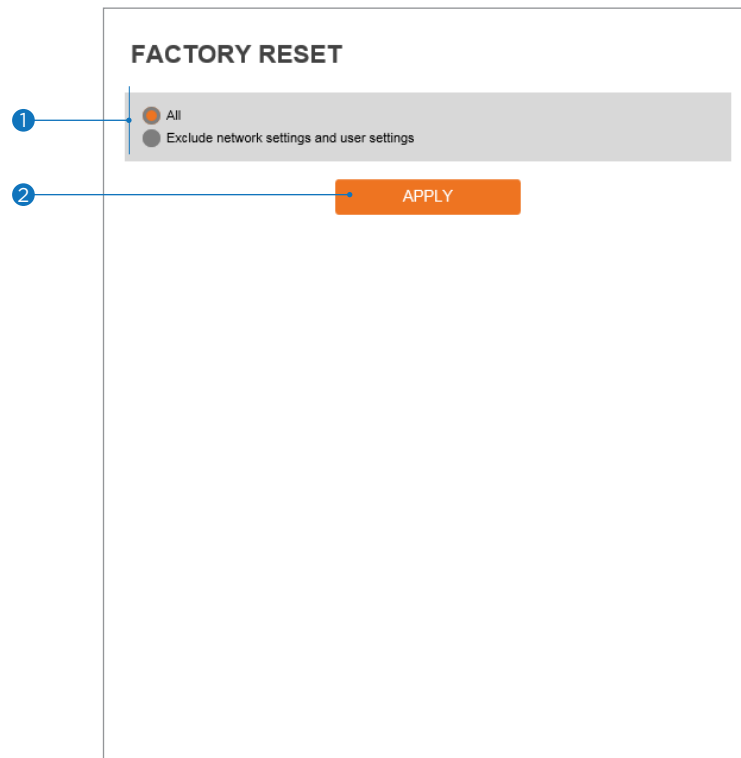 FACTORY RESET
1
All
Exclude network settings and user settings
2
APPLY